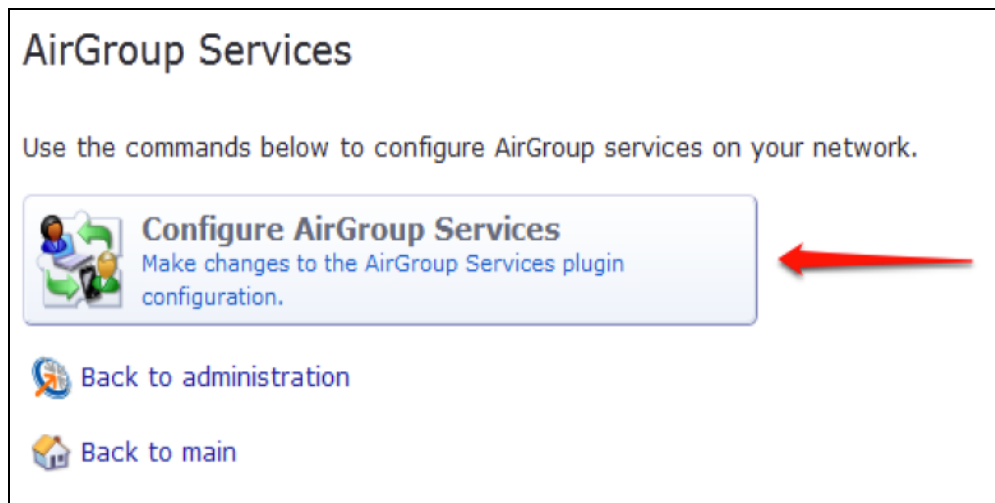 AirGroup Services
Use the commands below to configure AirGroup services on your network.
Configure AirGroup Services
Make changes to the AirGroup Services plugin
configuration.
Back to administration
Back to main